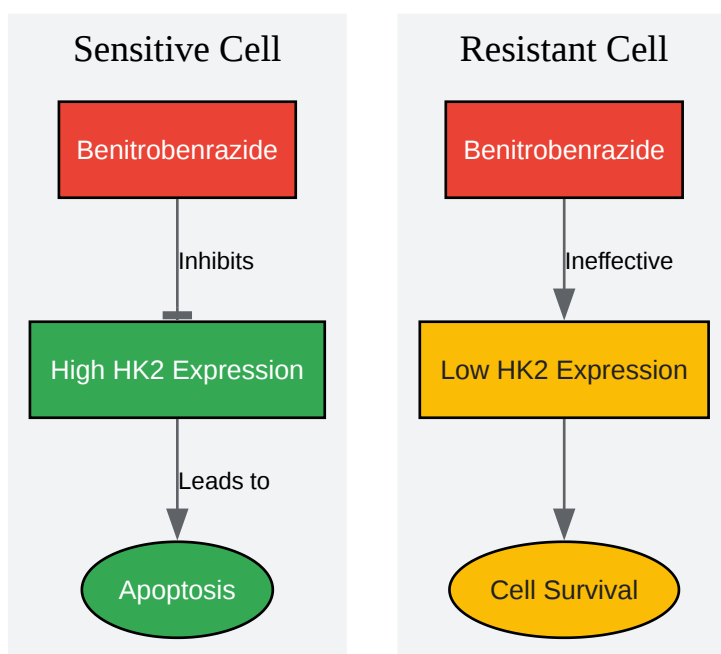 Sensitive Cell
Benitrobenrazide
Inhibits
High HK2 Expression
Leads to
Apoptosis
Resistant Cell
Benitrobenrazide
Ineffective
Low HK2 Expression
Cell Survival